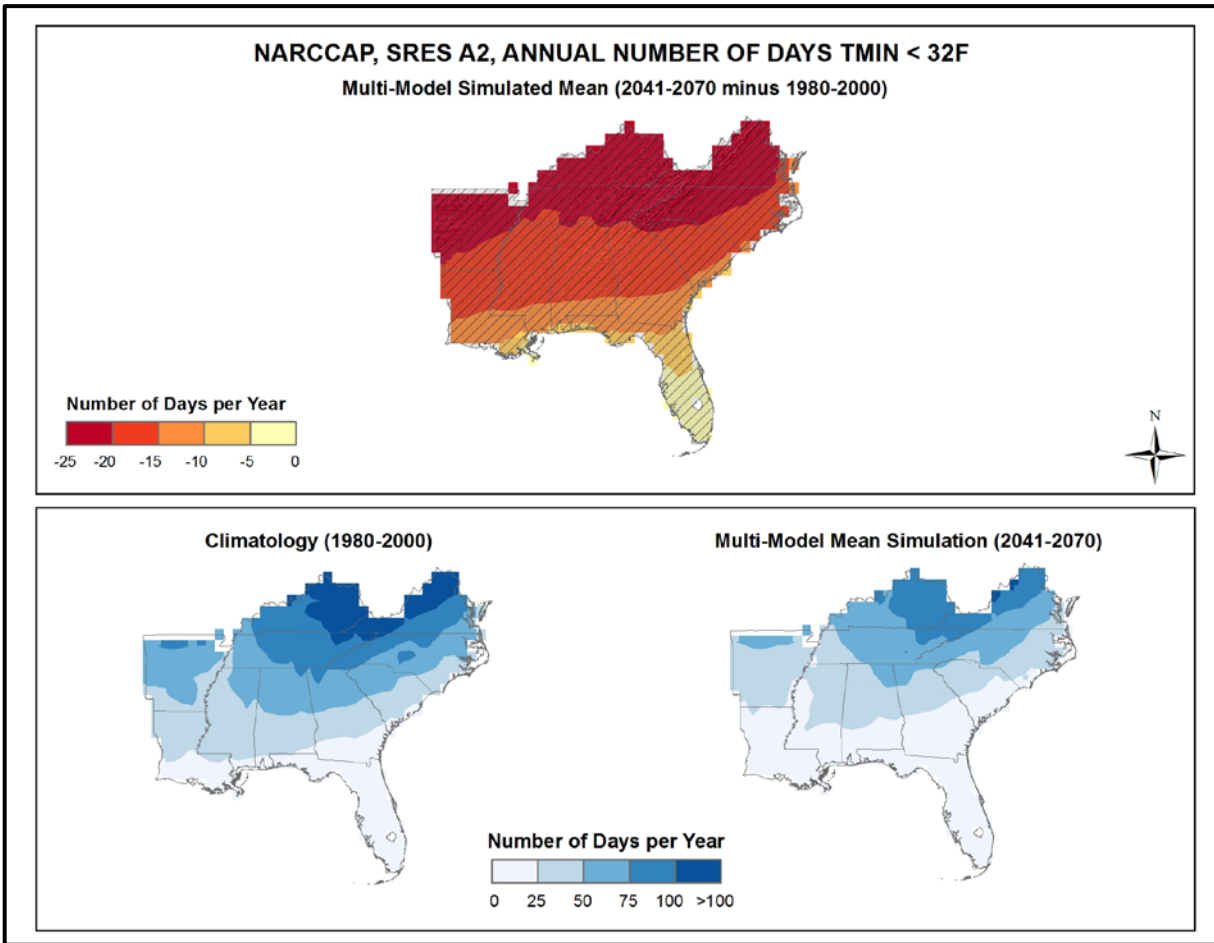 NARCCAP, SRES A2, ANNUAL NUMBER OF DAYS TMIN < 32F
Multi-Model Simulated Mean (2041-2070 minus 1980-2000)
Number of Days per Year
-25 -20 -15 -10 -5 0
N
Climatology (1980-2000)
Multi-Model Mean Simulation (2041-2070)
Number of Days per Year
0 25 50 75 100 >100